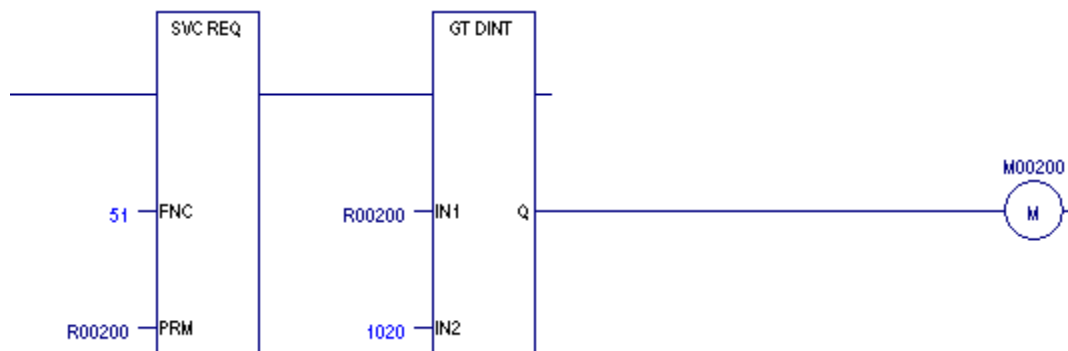 SVC REQ
GT DINT
M00200
M
51 FNC
R00200 IN1 Q
R00200 PRM
1020 IN2